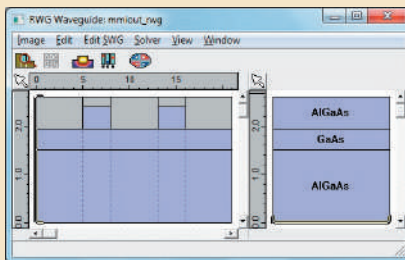 RWG Waveguide: mmiout_rwg
Image Edit Edit SWG Solver View Window
0 5 10 15
2.0
1.0
0.0
2.0
1.0
0.0
AlGaAs
GaAs
AlGaAs